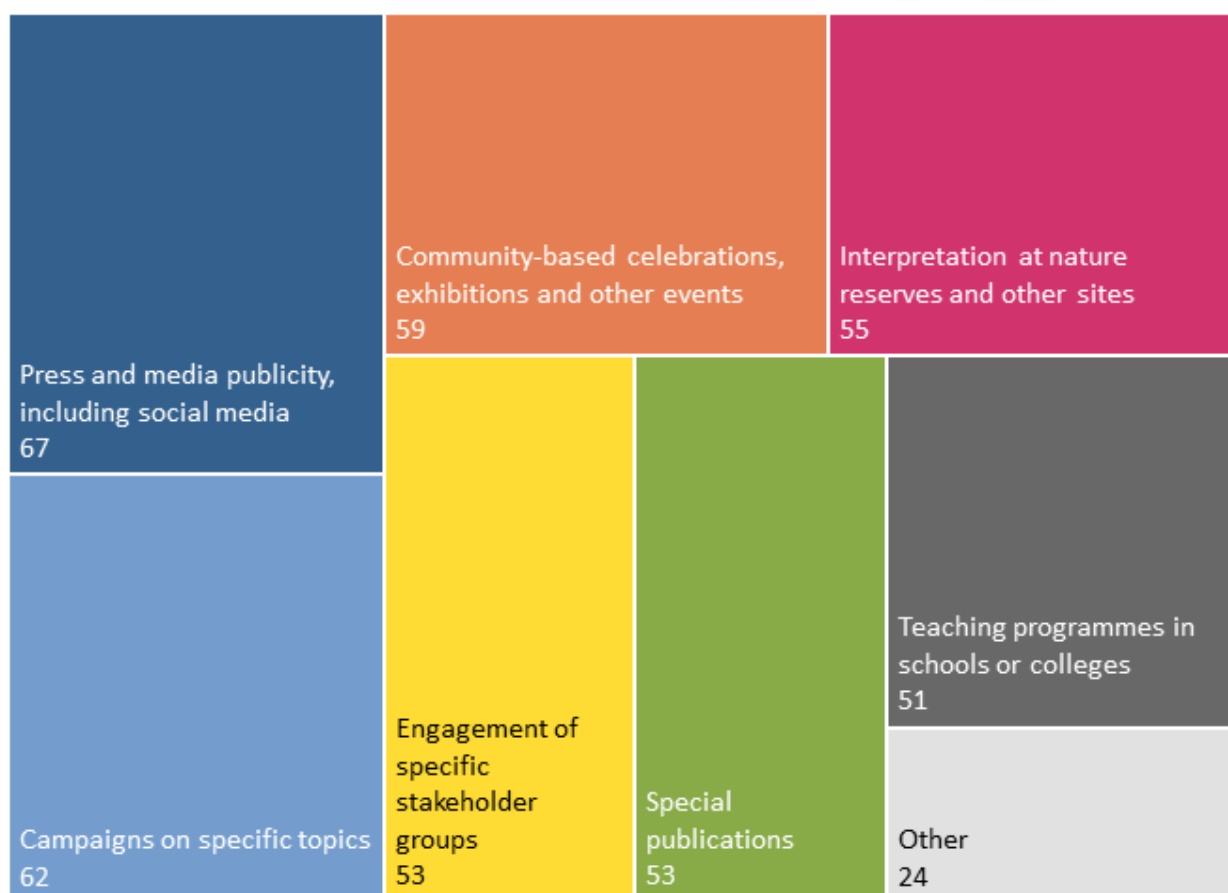 Press and media publicity,
including social media
67
Campaigns on specific topics
62
Community-based celebrations,
exhibitions and other events
59
Interpretation at nature
reserves and other sites
55
Engagement of
specific
stakeholder
groups
53
Special
publications
53
Teaching programmes in
schools or colleges
51
Other
24